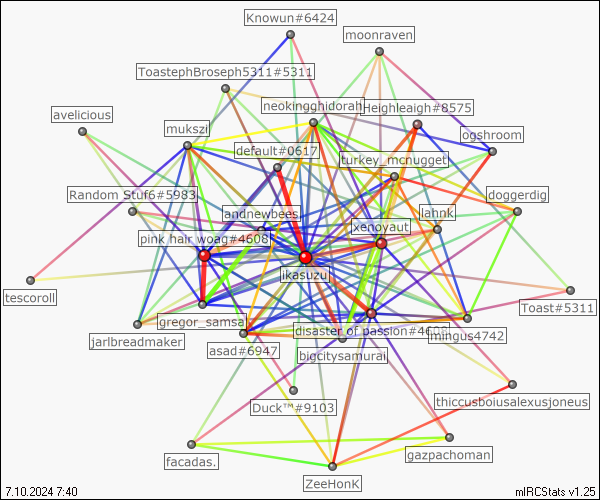 Knowun#6424
moonraven
ToastephBroseph5311#5311
neokingghidorah
Heighleaigh#8575
avelicious
mukszi
ogshroom
default#0617
turkey_mcnugget
Random Stuf6#5983
doggerdig
andnewbees
lahnk
xenoyaut
pink hair woag#4608
ikasuzu
tescoroll
Toast#5311
gregor_samsa
disaster of passion#4608
mingus4742
jarlbreadmaker
asad#6947
bigcitysamurai
thiccusboiusalexusjoneus
Duck™#9103
gazpachoman
facadas.
ZeeHonK
7.10.2024 7:40
mIRCStats v1.25